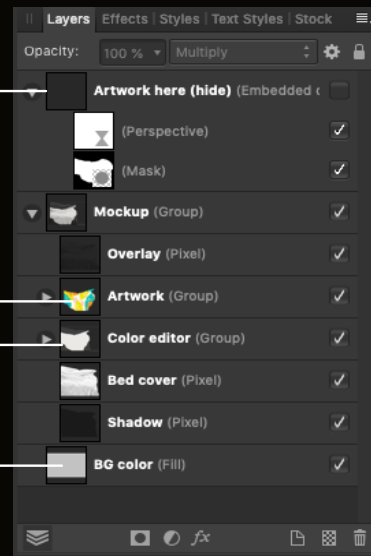 Layers Effects Styles Text Styles Stock
Opacity: 100 % Multiply
Artwork here (hide) (Embedded
(Perspective)
(Mask)
Mockup (Group)
Overlay (Pixel)
Artwork (Group)
Color editor (Group)
Bed cover (Pixel)
Shadow (Pixel)
BG color (Fill)
fx